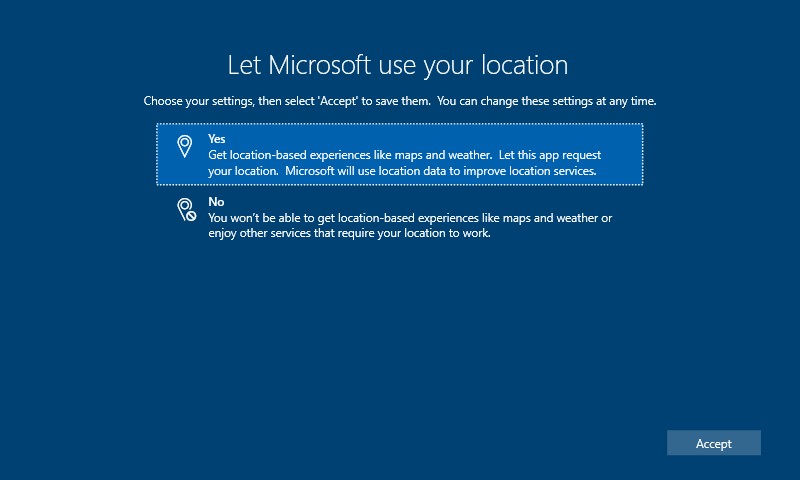 Let Microsoft use your location
Choose your settings, then select 'Accept' to save them.  You can change these settings at any time.
Yes
Get location-based experiences like maps and weather.  Let this app request
your location.  Microsoft will use location data to improve location services.
No
You won't be able to get location-based experiences like maps and weather or
enjoy other services that require your location to work.
Accept